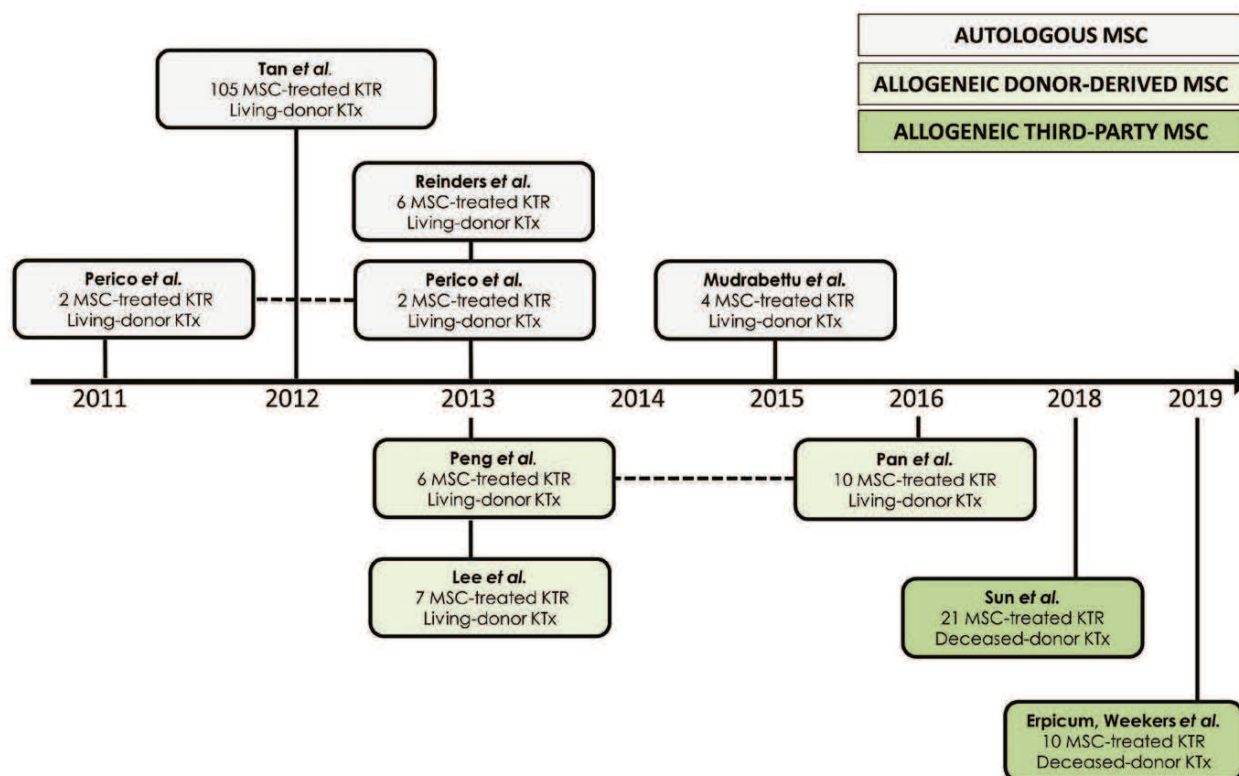 AUTOLOGOUS MSC
ALLOGENEIC DONOR-DERIVED MSC
ALLOGENEIC THIRD-PARTY MSC
Tan et al.
105 MSC-treated KTR
Living-donor KTx
Reinders et al.
6 MSC-treated KTR
Living-donor KTx
Perico et al.
2 MSC-treated KTR
Living-donor KTx
Perico et al.
2 MSC-treated KTR
Living-donor KTx
Mudrabettu et al.
4 MSC-treated KTR
Living-donor KTx
2011 2012 2013 2014 2015 2016 2018 2019
Peng et al.
6 MSC-treated KTR
Living-donor KTx
Pan et al.
10 MSC-treated KTR
Living-donor KTx
Lee et al.
7 MSC-treated KTR
Living-donor KTx
Sun et al.
21 MSC-treated KTR
Deceased-donor KTx
Erpicum, Weekers et al.
10 MSC-treated KTR
Deceased-donor KTx